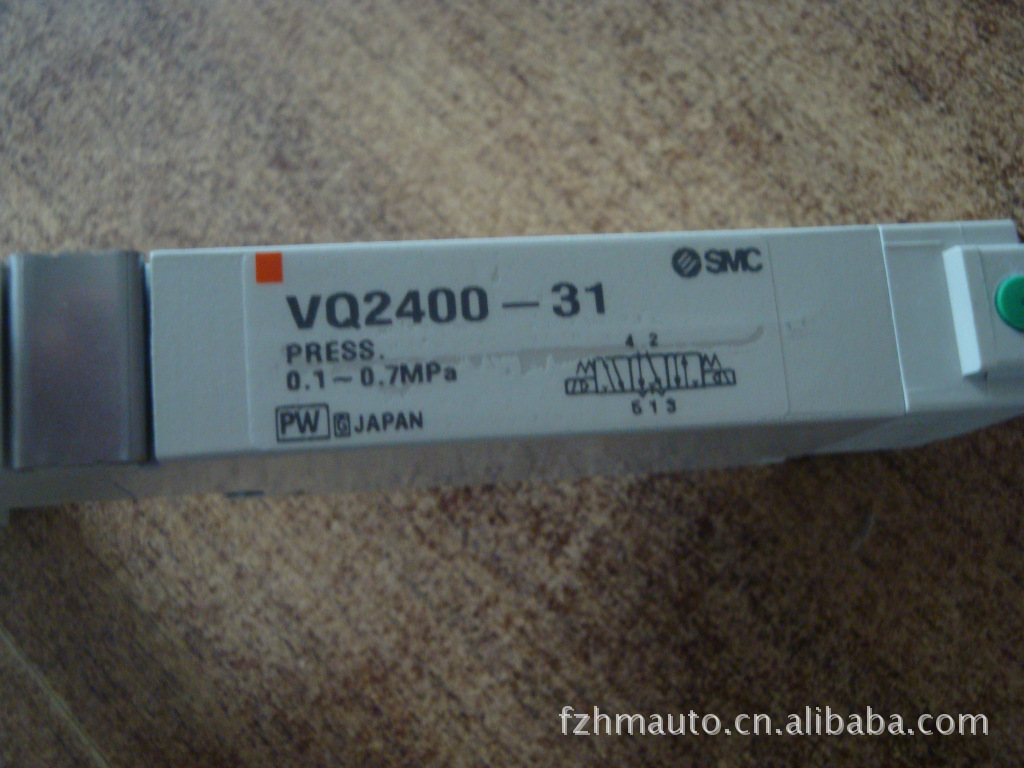 SMC
VQ2400-31
PRESS.
0.1~0.7MPa
4 2
5 1 3
PW JAPAN
fzhmauto.cn.alibaba.com